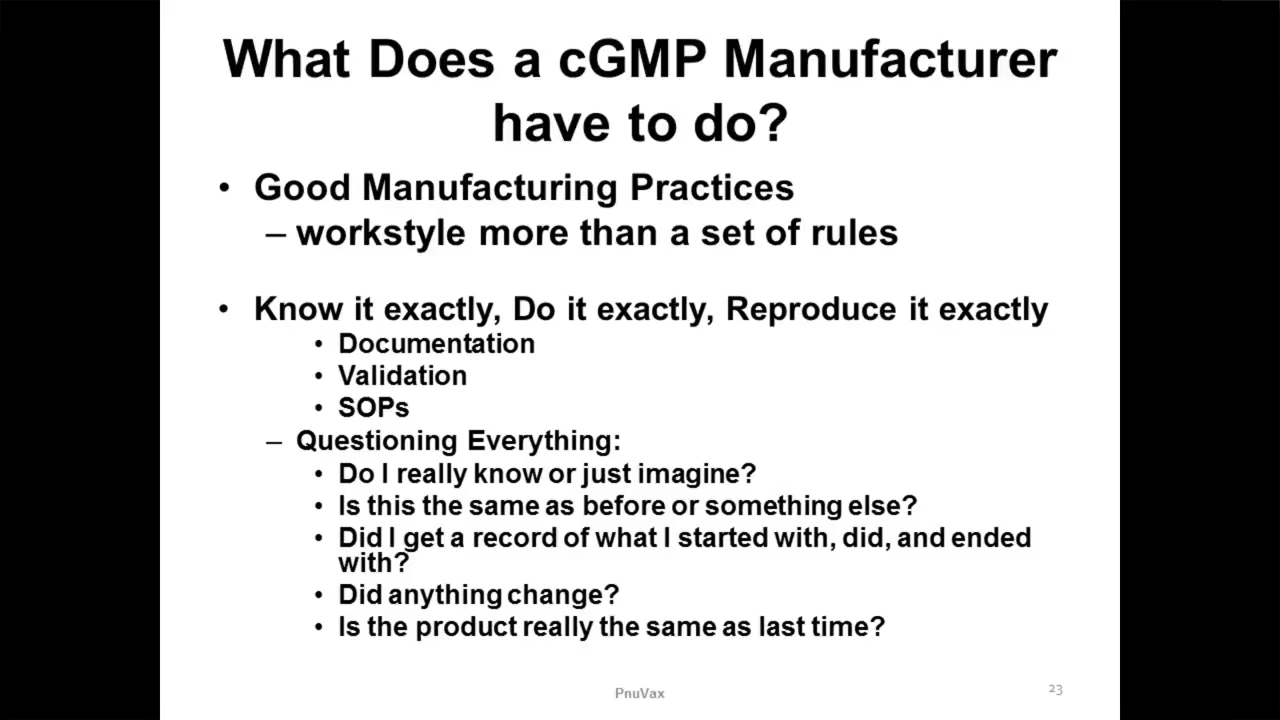 What Does a cGMP Manufacturer
have to do?
• Good Manufacturing Practices
– workstyle more than a set of rules
• Know it exactly, Do it exactly, Reproduce it exactly
• Documentation
• Validation
• SOPs
– Questioning Everything:
• Do I really know or just imagine?
• Is this the same as before or something else?
• Did I get a record of what I started with, did, and ended
with?
• Did anything change?
• Is the product really the same as last time?
PnuVax
23